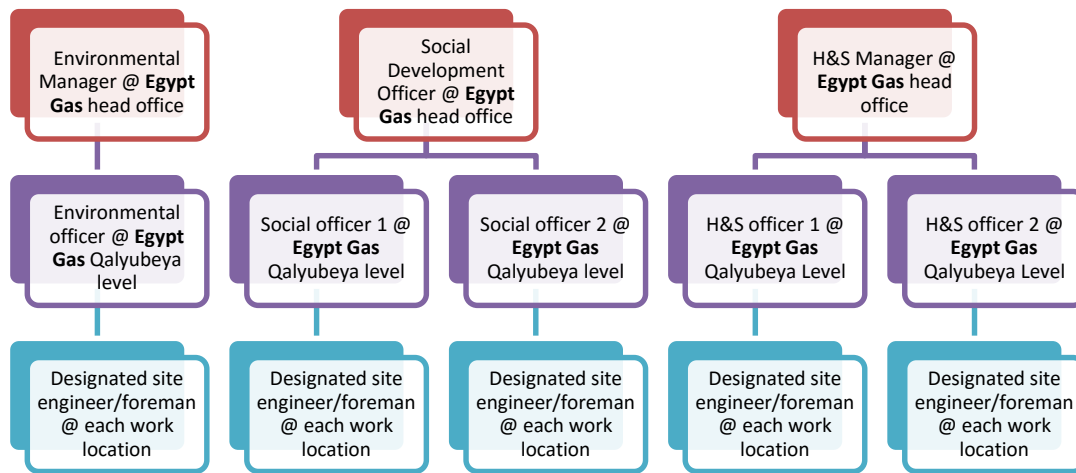 Environmental
Manager @ Egypt
Gas head office
Social
Development
Officer @ Egypt
Gas head office
H&S Manager @
Egypt Gas head
office
Environmental
officer @ Egypt
Gas Qalyubeya
level
Social officer 1 @
Egypt Gas
Qalyubeya level
Social officer 2 @
Egypt Gas
Qalyubeya level
H&S officer 1 @
Egypt Gas
Qalyubeya Level
H&S officer 2 @
Egypt Gas
Qalyubeya Level
Designated site
engineer/foreman
@ each work
location
Designated site
engineer/foreman
@ each work
location
Designated site
engineer/foreman
@ each work
location
Designated site
engineer/foreman
@ each work
location
Designated site
engineer/foreman
@ each work
location